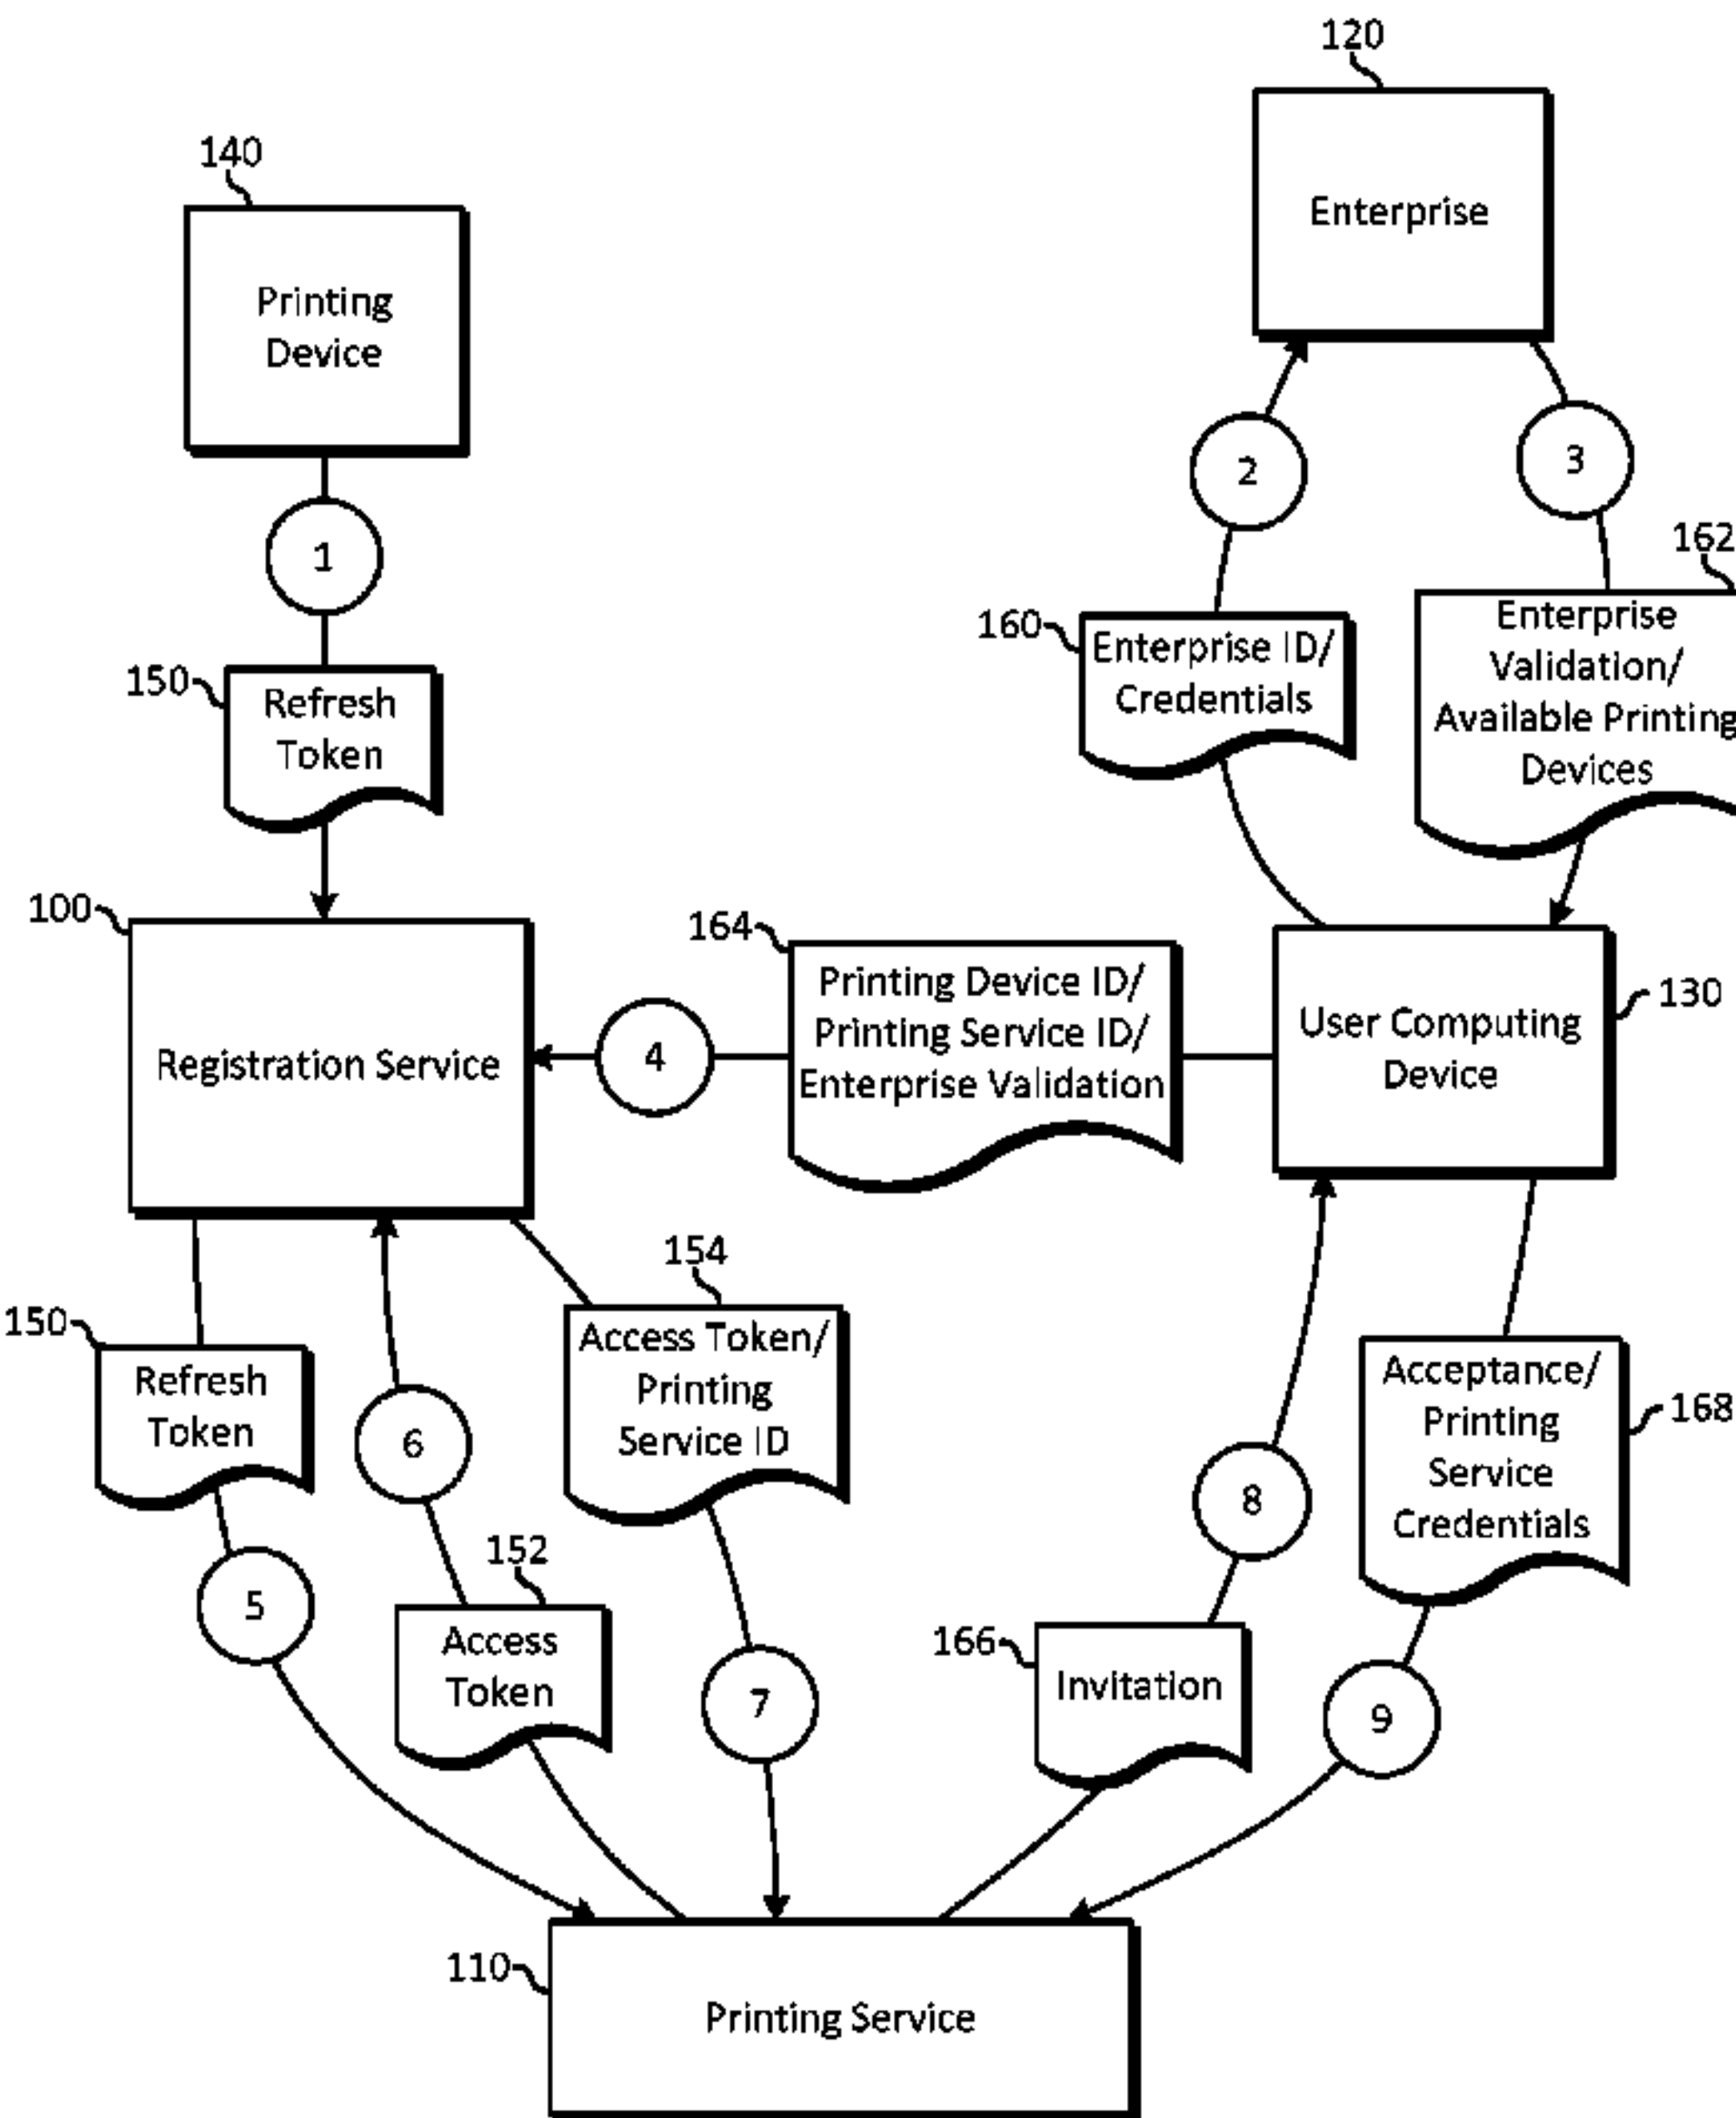 120
140
Enterprise
Printing
Device
2
3
1
162
160
Enterprise ID/
Credentials
Enterprise
Validation/
Available Printing
Devices
150
Refresh
Token
100
164
Printing Device ID/
Printing Service ID/
Enterprise Validation
130
User Computing
Device
4
Registration Service
154
150
Refresh
Token
Access Token/
Printing
Service ID
Acceptance/
Printing
Service
Credentials
168
6
8
152
5
Access
Token
166
Invitation
7
9
110
Printing Service